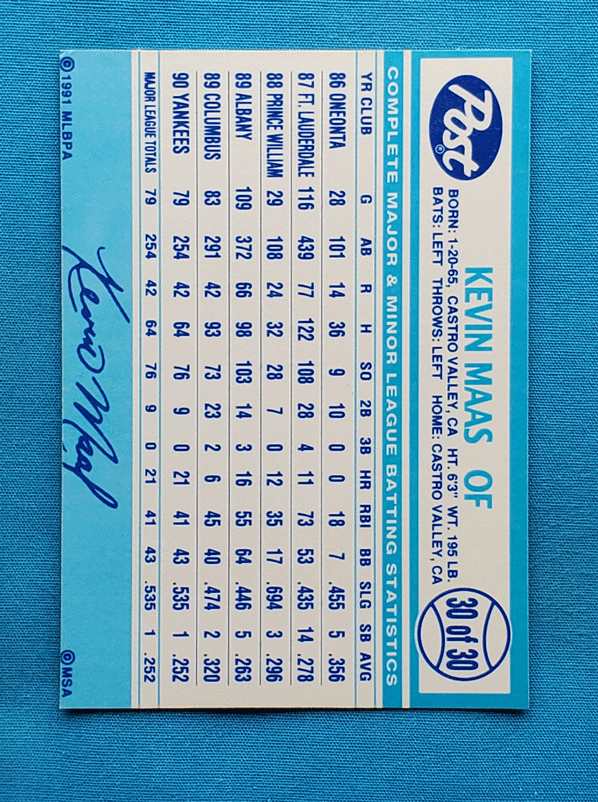 Post®
KEVIN MAAS OF
BORN: 1-20-65, CASTRO VALLEY, CA HT. 6'3" WT. 195 LB.
BATS: LEFT THROWS: LEFT HOME: CASTRO VALLEY, CA
30 of 30
COMPLETE MAJOR & MINOR LEAGUE BATTING STATISTICS
YR CLUB G AB R H SO 2B 3B HR RBI BB SLG SB AVG
86 ONEONTA 28 101 14 36 9 10 0 0 18 7 .455 5 .356
87 FT. LAUDERDALE 116 439 77 122 108 28 4 11 73 53 .435 14 .278
88 PRINCE WILLIAM 29 108 24 32 28 7 0 12 35 17 .694 3 .296
89 ALBANY 109 372 66 98 103 14 3 16 55 64 .446 5 .263
89 COLUMBUS 83 291 42 93 73 23 2 6 45 40 .474 2 .320
90 YANKEES 79 254 42 64 76 9 0 21 41 43 .535 1 .252
MAJOR LEAGUE TOTALS 79 254 42 64 76 9 0 21 41 43 .535 1 .252
Kevin Maas
©1991 MLBPA
©MSA